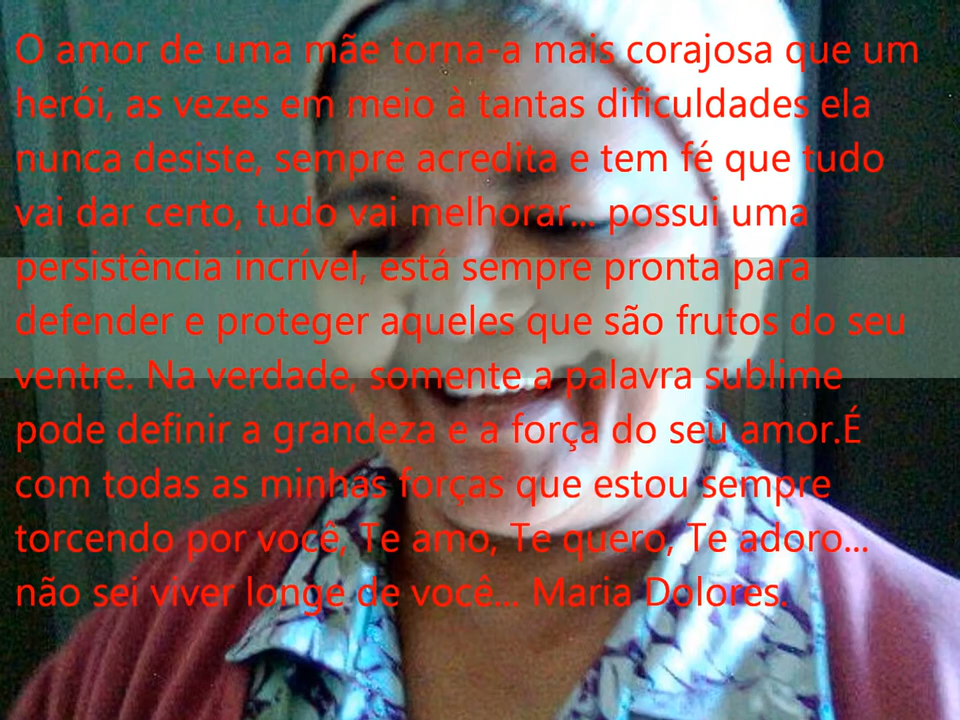 O amor de uma mãe torna-a mais corajosa que um
herói, as vezes em meio à tantas dificuldades ela
nunca desiste, sempre acredita e tem fé que tudo
vai dar certo, tudo vai melhorar... possui uma
persistência incrível, está sempre pronta para
defender e proteger aqueles que são frutos do seu
ventre. Na verdade, somente a palavra sublime
pode definir a grandeza e a força do seu amor.É
com todas as minhas forças que estou sempre
torcendo por você, Te amo, Te quero, Te adoro...
não sei viver longe de você... Maria Dolores.